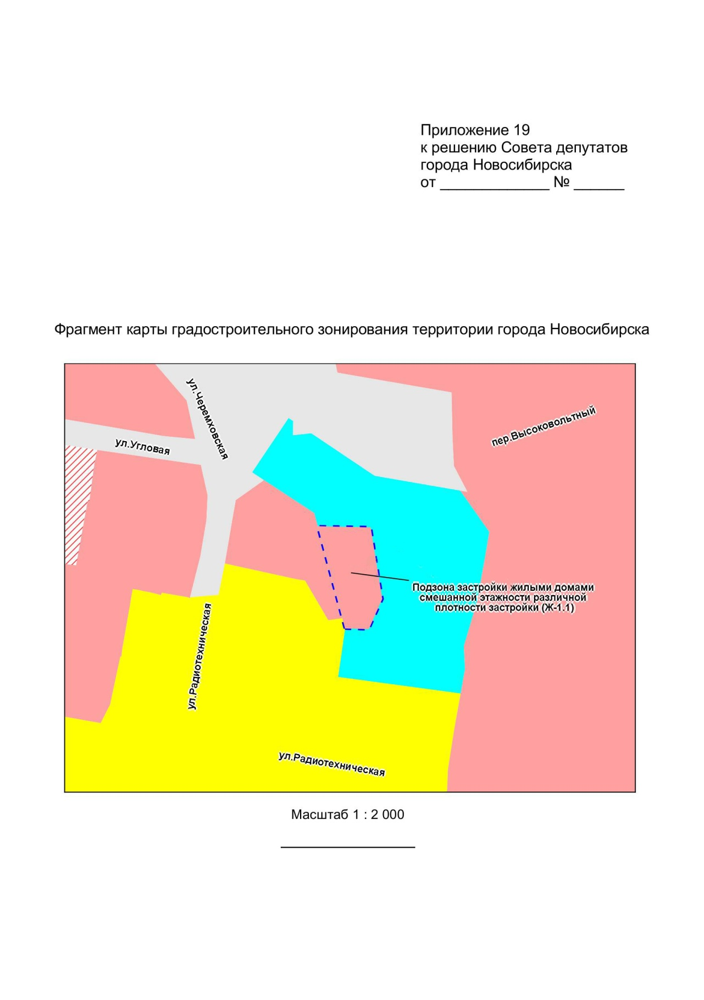 Приложение 19
к решению Совета депутатов
города Новосибирска
от _____________ № ______
Фрагмент карты градостроительного зонирования территории города Новосибирска
ул.Черемховская
пер.Высоковольтный
ул.Угловая
Подзона застройки жилыми домами
смешанной этажности различной
плотности застройки (Ж-1.1)
ул.Радиотехническая
ул.Радиотехническая
Масштаб 1 : 2 000